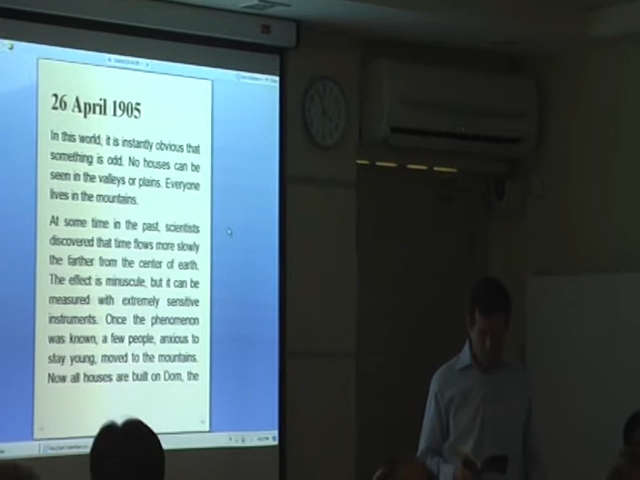 26 April 1905
In this world, it is instantly obvious that
something is odd. No houses can be
seen in the valleys or plains. Everyone
lives in the mountains.
At some time in the past, scientists
discovered that time flows more slowly
the farther from the center of earth.
The effect is minuscule, but it can be
measured with extremely sensitive
instruments. Once the phenomenon
was known, a few people, anxious to
stay young, moved to the mountains.
Now all houses are built on Dom, the